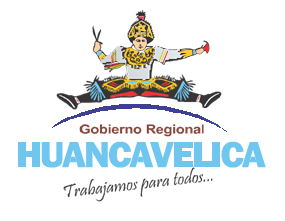 Gobierno Regional
HUANCAVELICA
Trabajamos para todos...